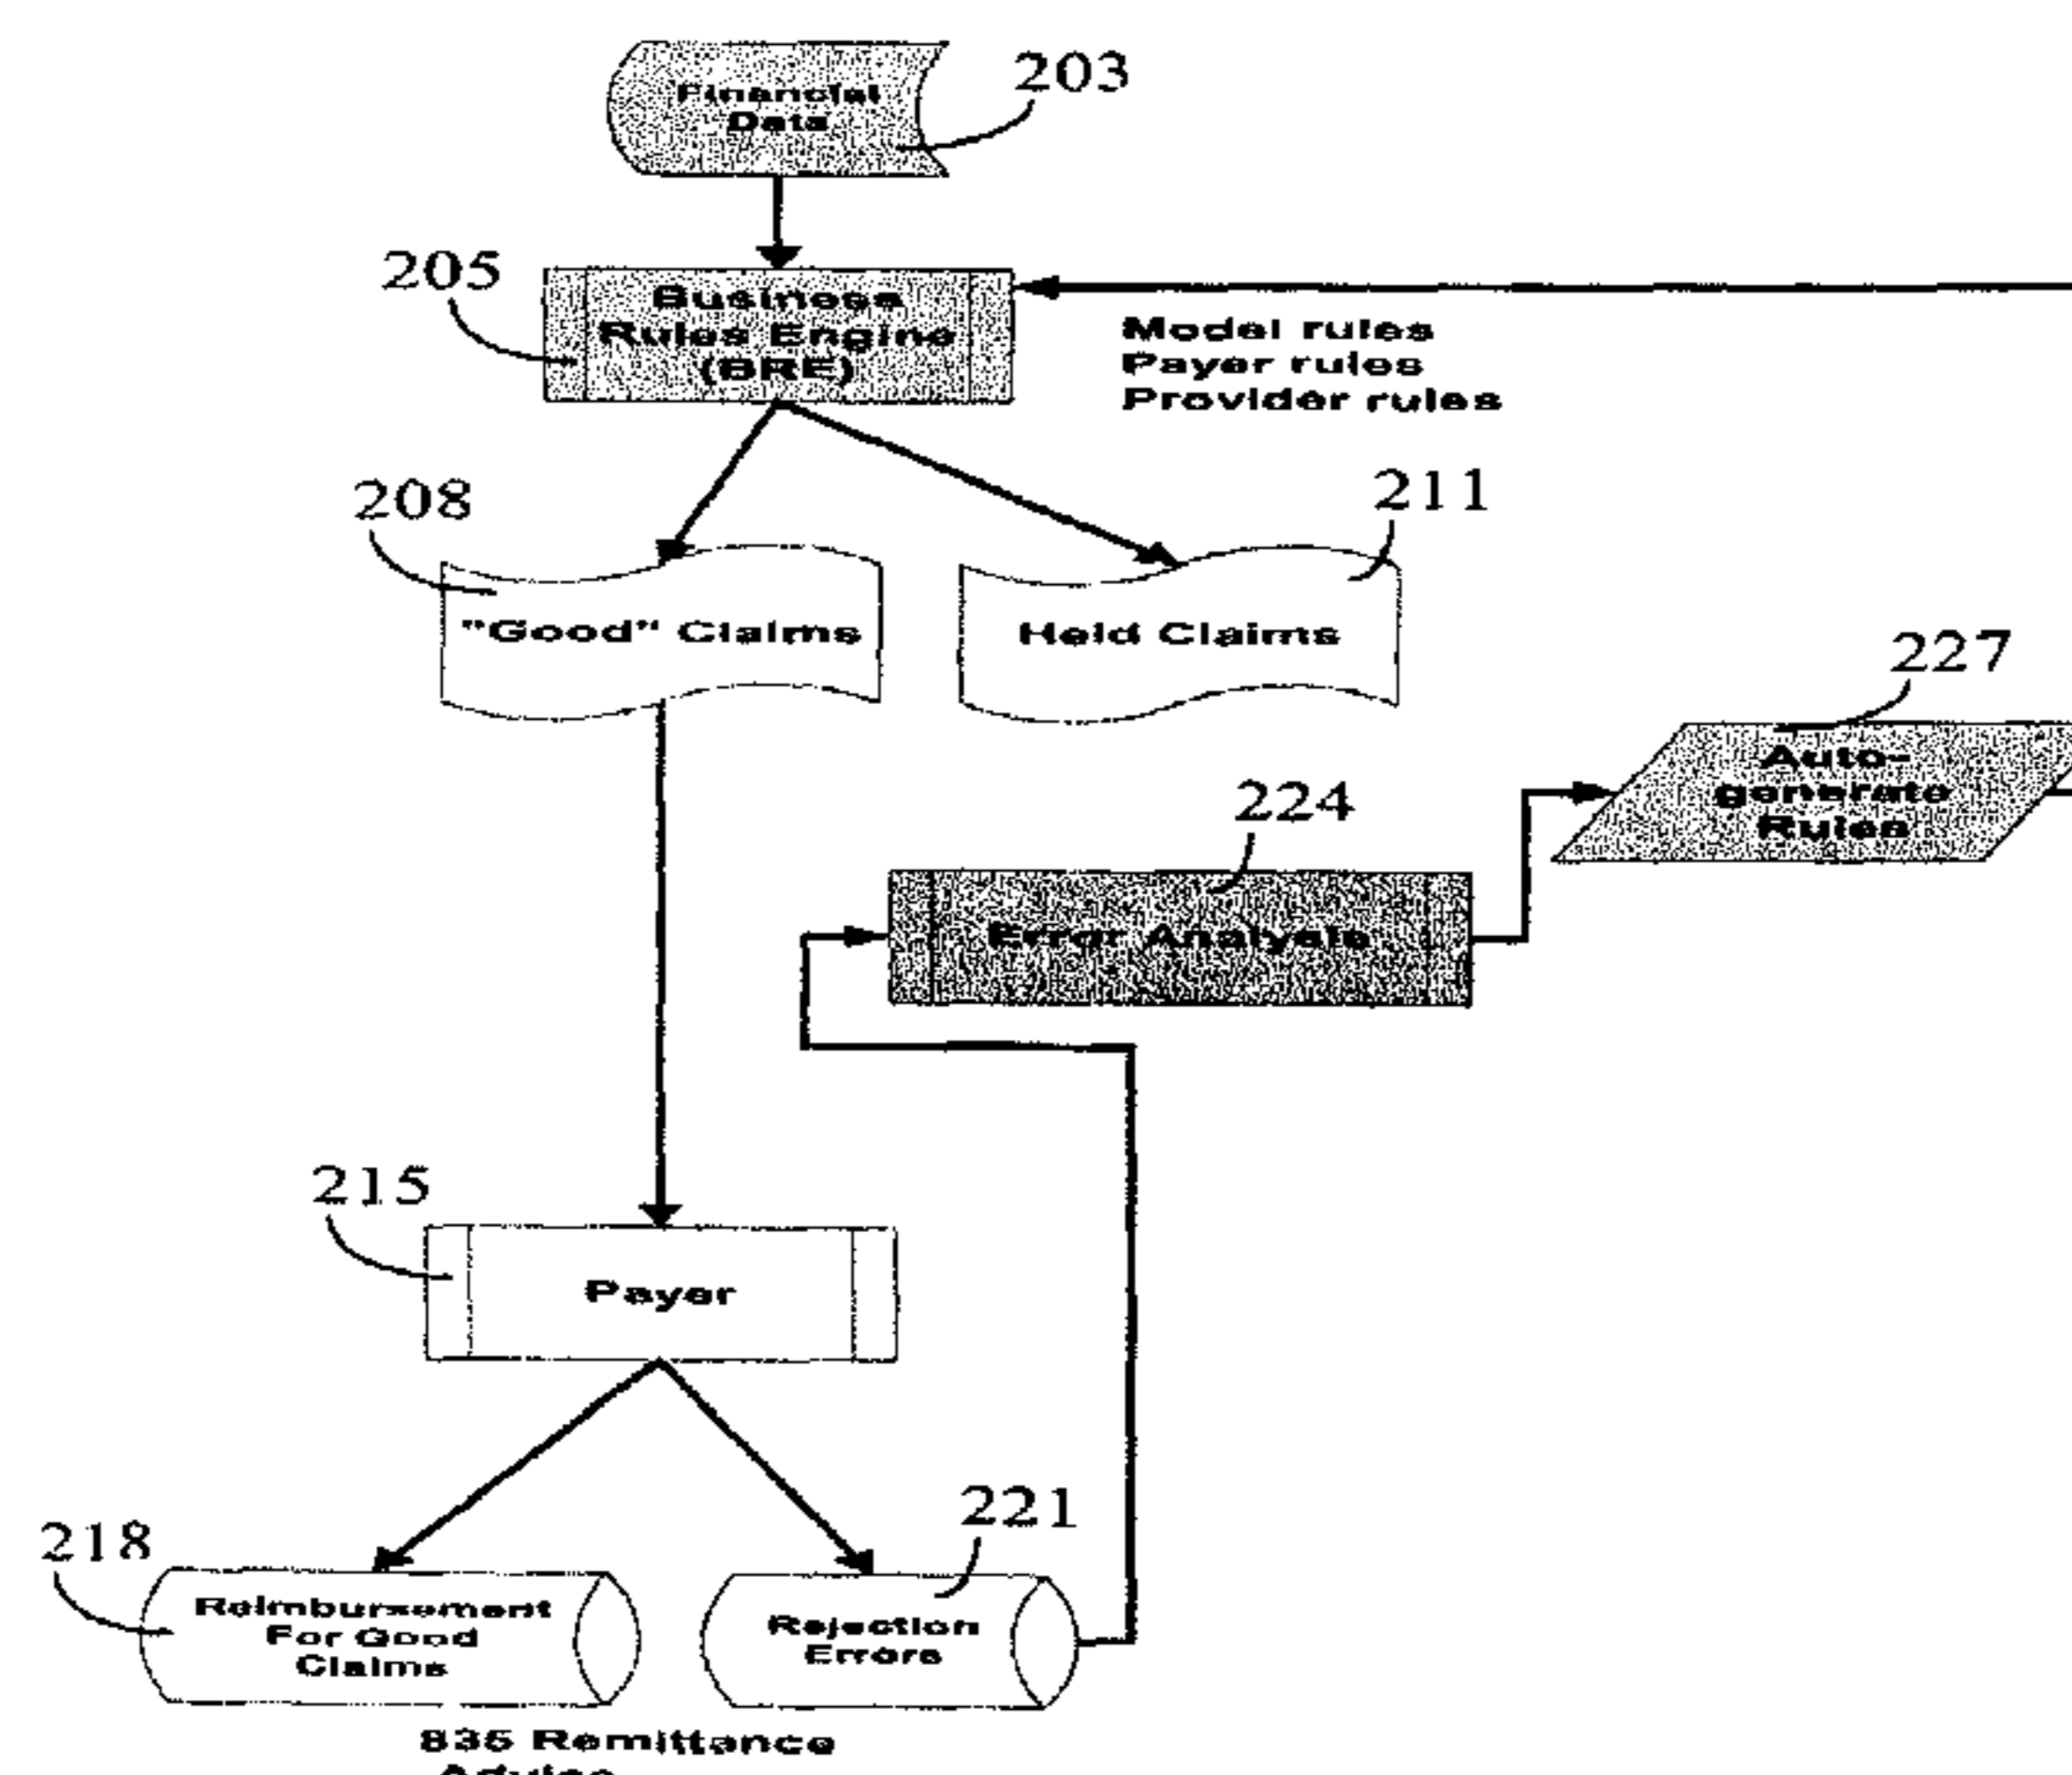 203
Financial
Data
205
Business
Rules Engine
(BRE)
Model rules
Payer rules
Provider rules
208
211
"Good" Claims
Held Claims
227
Auto-
generate
Rules
224
Error Analysis
215
Payer
221
218
Reimbursement
For Good
Claims
Rejection
Errors
835 Remittance